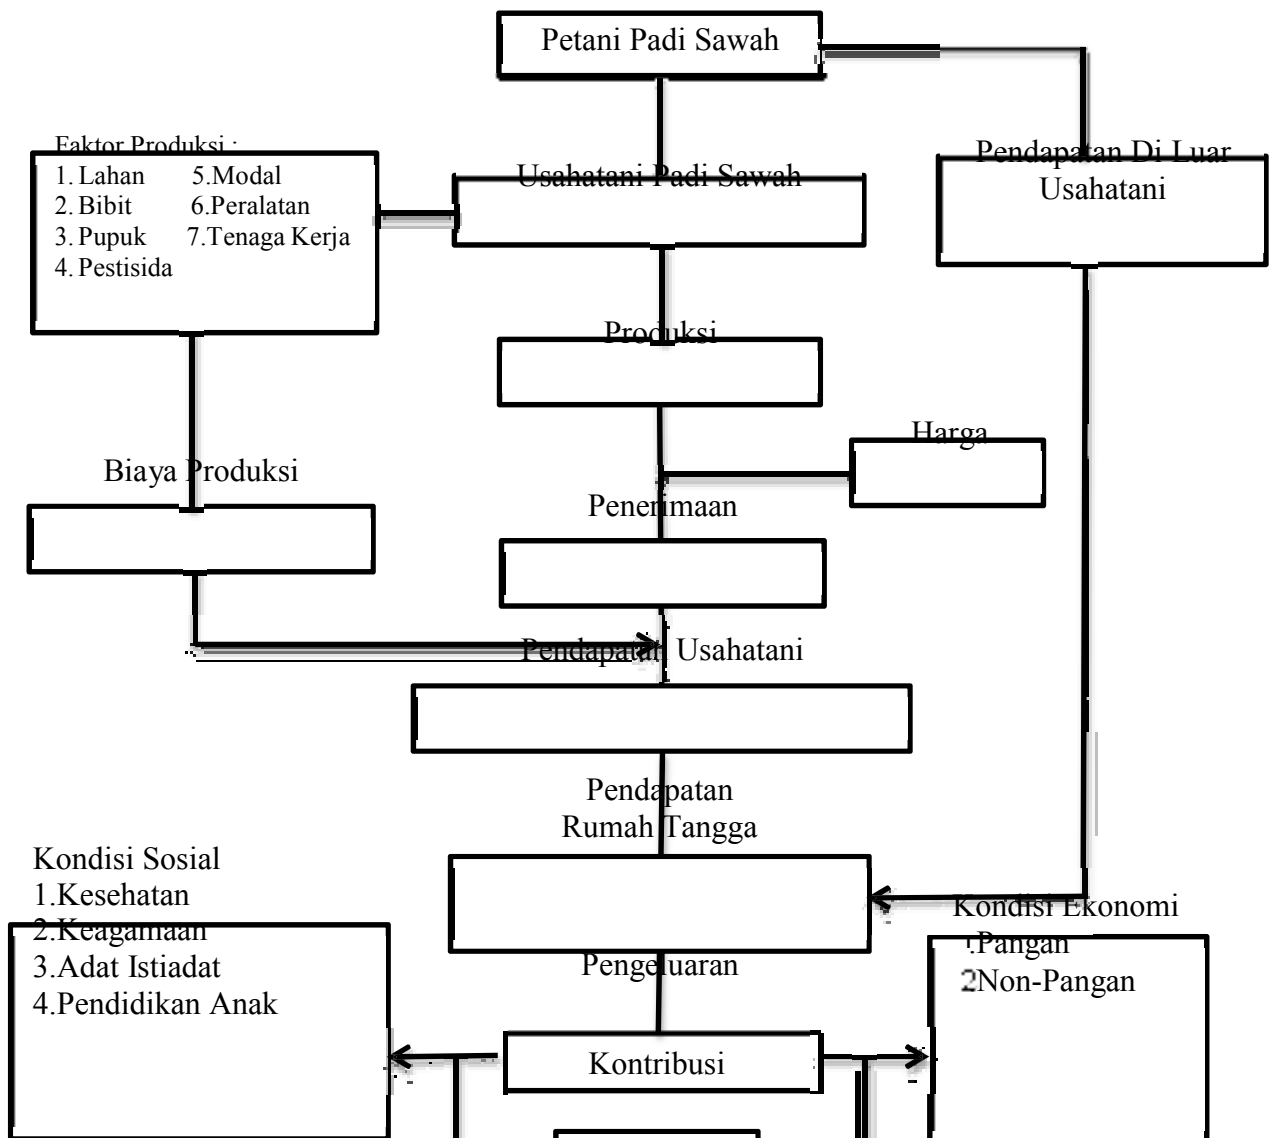 Petani Padi Sawah
Faktor Produksi :
1. Lahan 5.Modal
2. Bibit 6.Peralatan
3. Pupuk 7.Tenaga Kerja
4. Pestisida
Usahatani Padi Sawah
Pendapatan Di Luar
Usahatani
Produksi
Harga
Biaya Produksi
Penerimaan
Pendapatan Usahatani
Pendapatan
Rumah Tangga
Kondisi Sosial
1.Kesehatan
2.Keagamaan
3.Adat Istiadat
4.Pendidikan Anak
Pengeluaran
Kondisi Ekonomi
1.Pangan
2Non-Pangan
Kontribusi